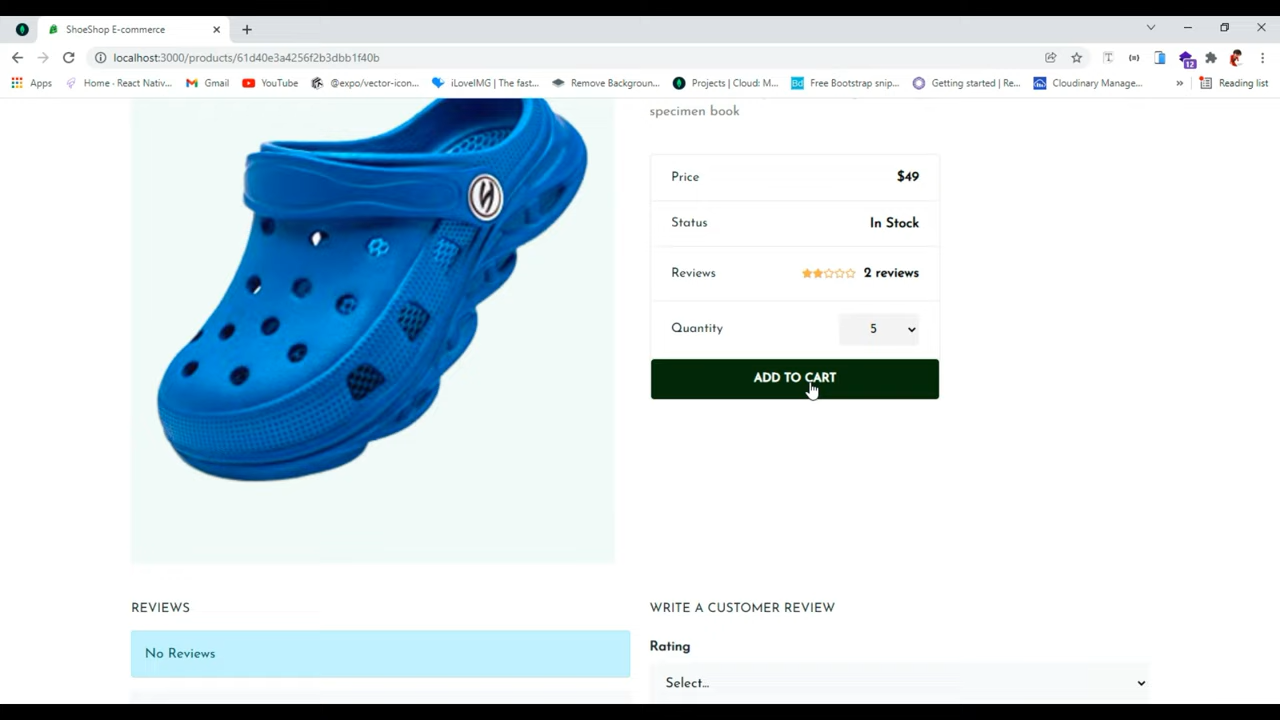 ShoeShop E-commerce
localhost:3000/products/61d40e3a4256f2b3dbb1f40b
12
Apps
Home - React Nativ...
Gmail
YouTube
@expo/vector-icon...
iLoveIMG | The fast...
Remove Backgroun...
Projects | Cloud: M...
Bd
Free Bootstrap snip...
Getting started | Re...
Cloudinary Manage...
»
Reading list
specimen book
Price $49
Status In Stock
Reviews 2 reviews
Quantity 5
ADD TO CART
REVIEWS
No Reviews
WRITE A CUSTOMER REVIEW
Rating
Select...